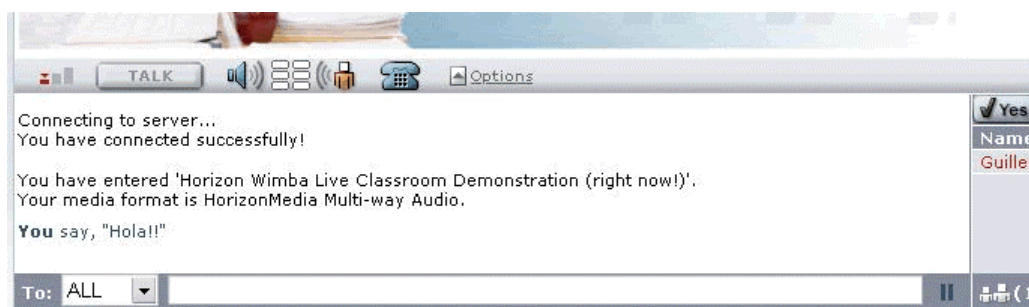 TALK
Options
Connecting to server...
You have connected successfully!
You have entered 'Horizon Wimba Live Classroom Demonstration (right now!)'.
Your media format is HorizonMedia Multi-way Audio.
You say, "Hola!!"
Yes
Name
Guille
To: ALL